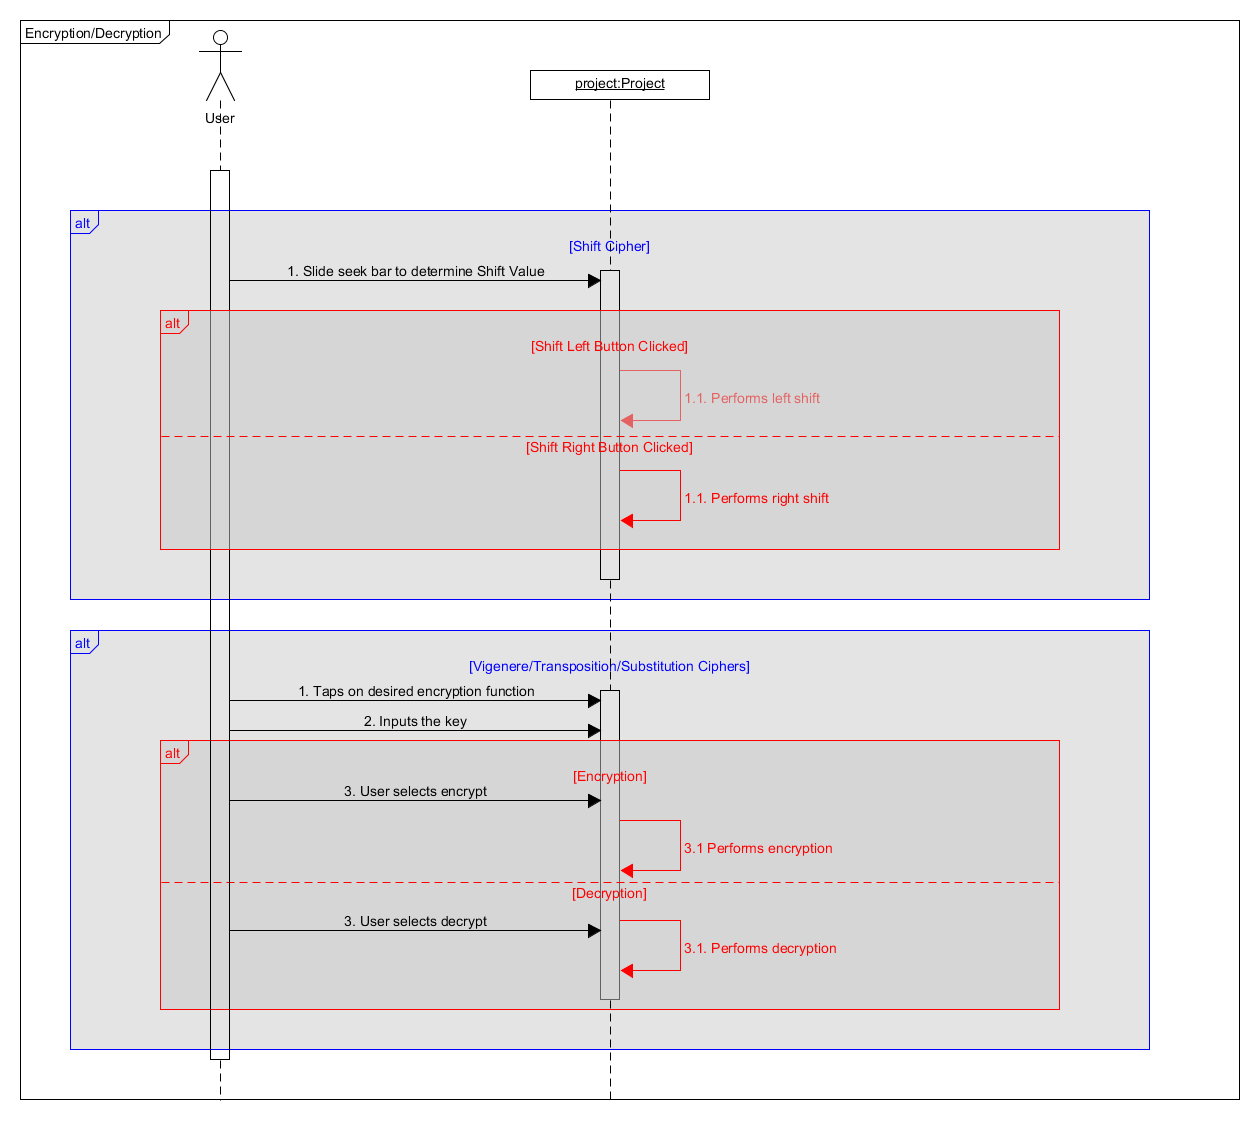 Encryption/Decryption
User
project:Project
alt
[Shift Cipher]
1. Slide seek bar to determine Shift Value
alt
[Shift Left Button Clicked]
1.1. Performs left shift
[Shift Right Button Clicked]
1.1. Performs right shift
alt
[Vigenere/Transposition/Substitution Ciphers]
1. Taps on desired encryption function
2. Inputs the key
alt
[Encryption]
3. User selects encrypt
3.1 Performs encryption
[Decryption]
3. User selects decrypt
3.1. Performs decryption